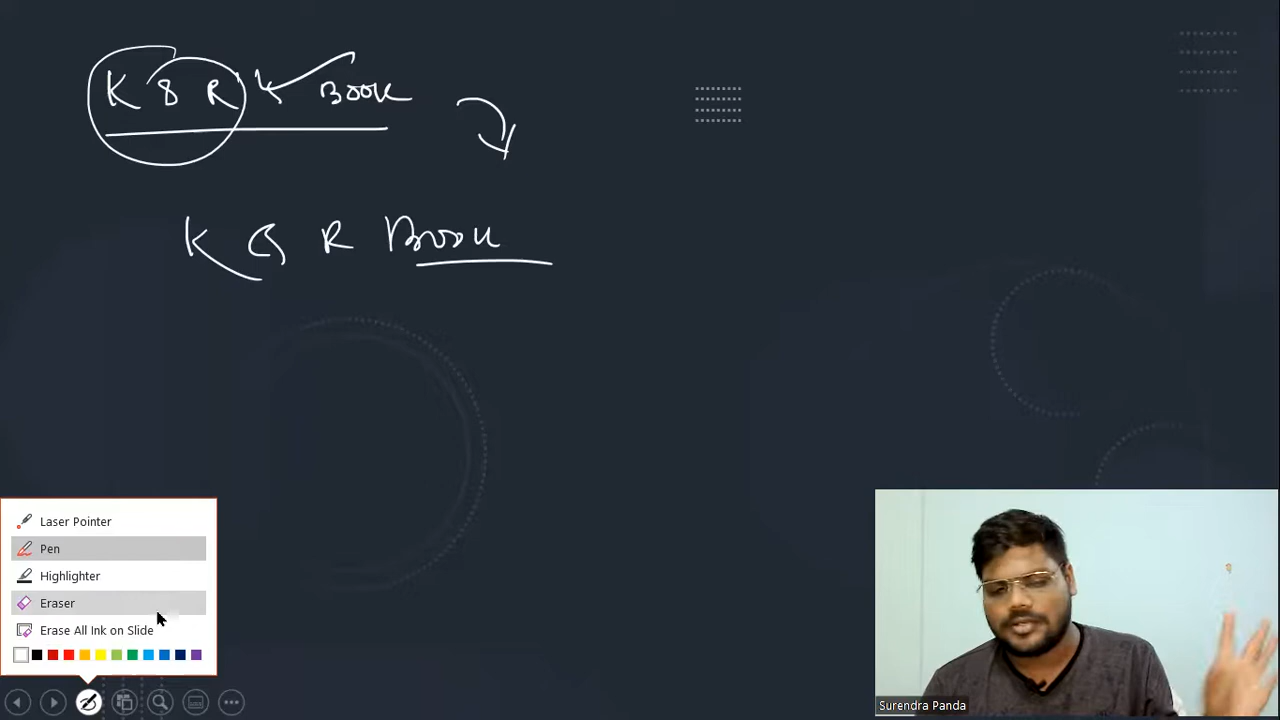 K & R Book
K & R Book
Laser Pointer
Pen
Highlighter
Eraser
Erase All Ink on Slide
Surendra Panda